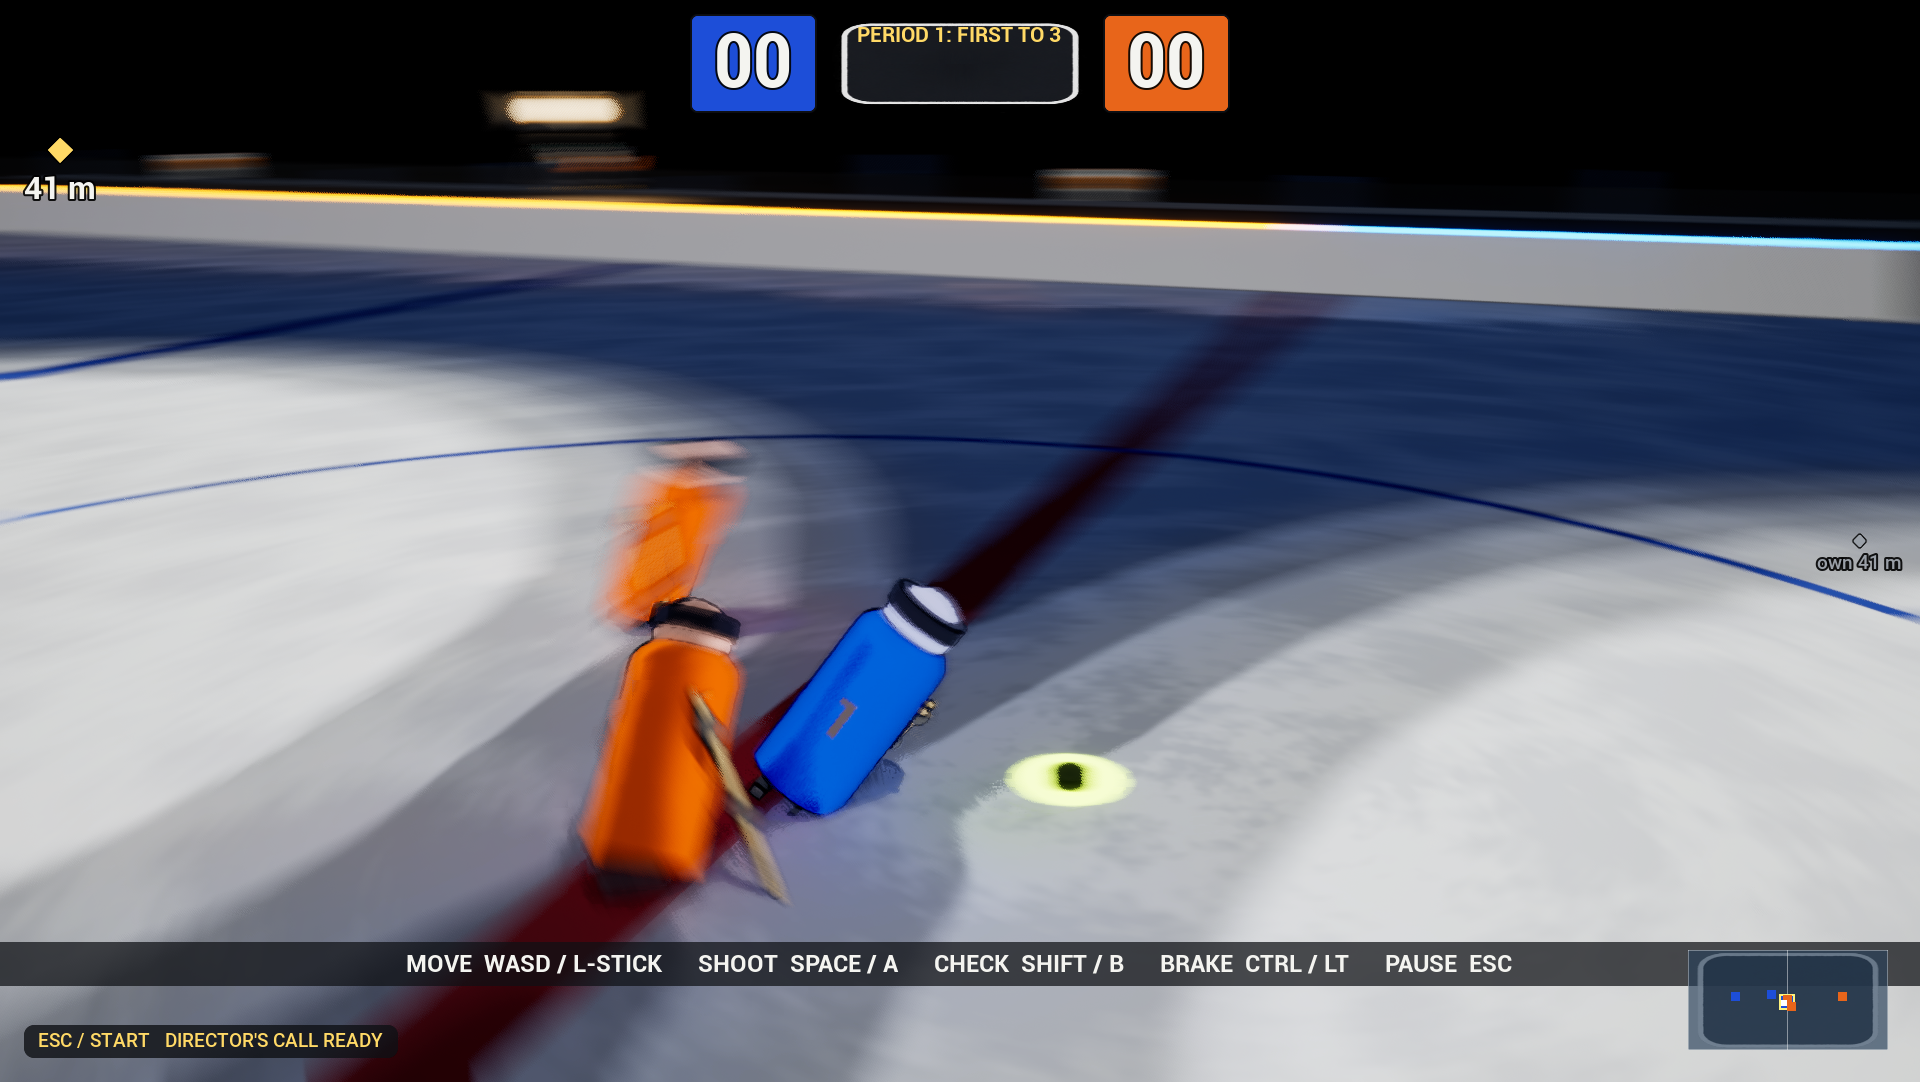 00
PERIOD 1: FIRST TO 3
00
41 m
own 41 m
1
MOVE WASD / L-STICK SHOOT SPACE / A CHECK SHIFT / B BRAKE CTRL / LT PAUSE ESC
ESC / START DIRECTOR'S CALL READY